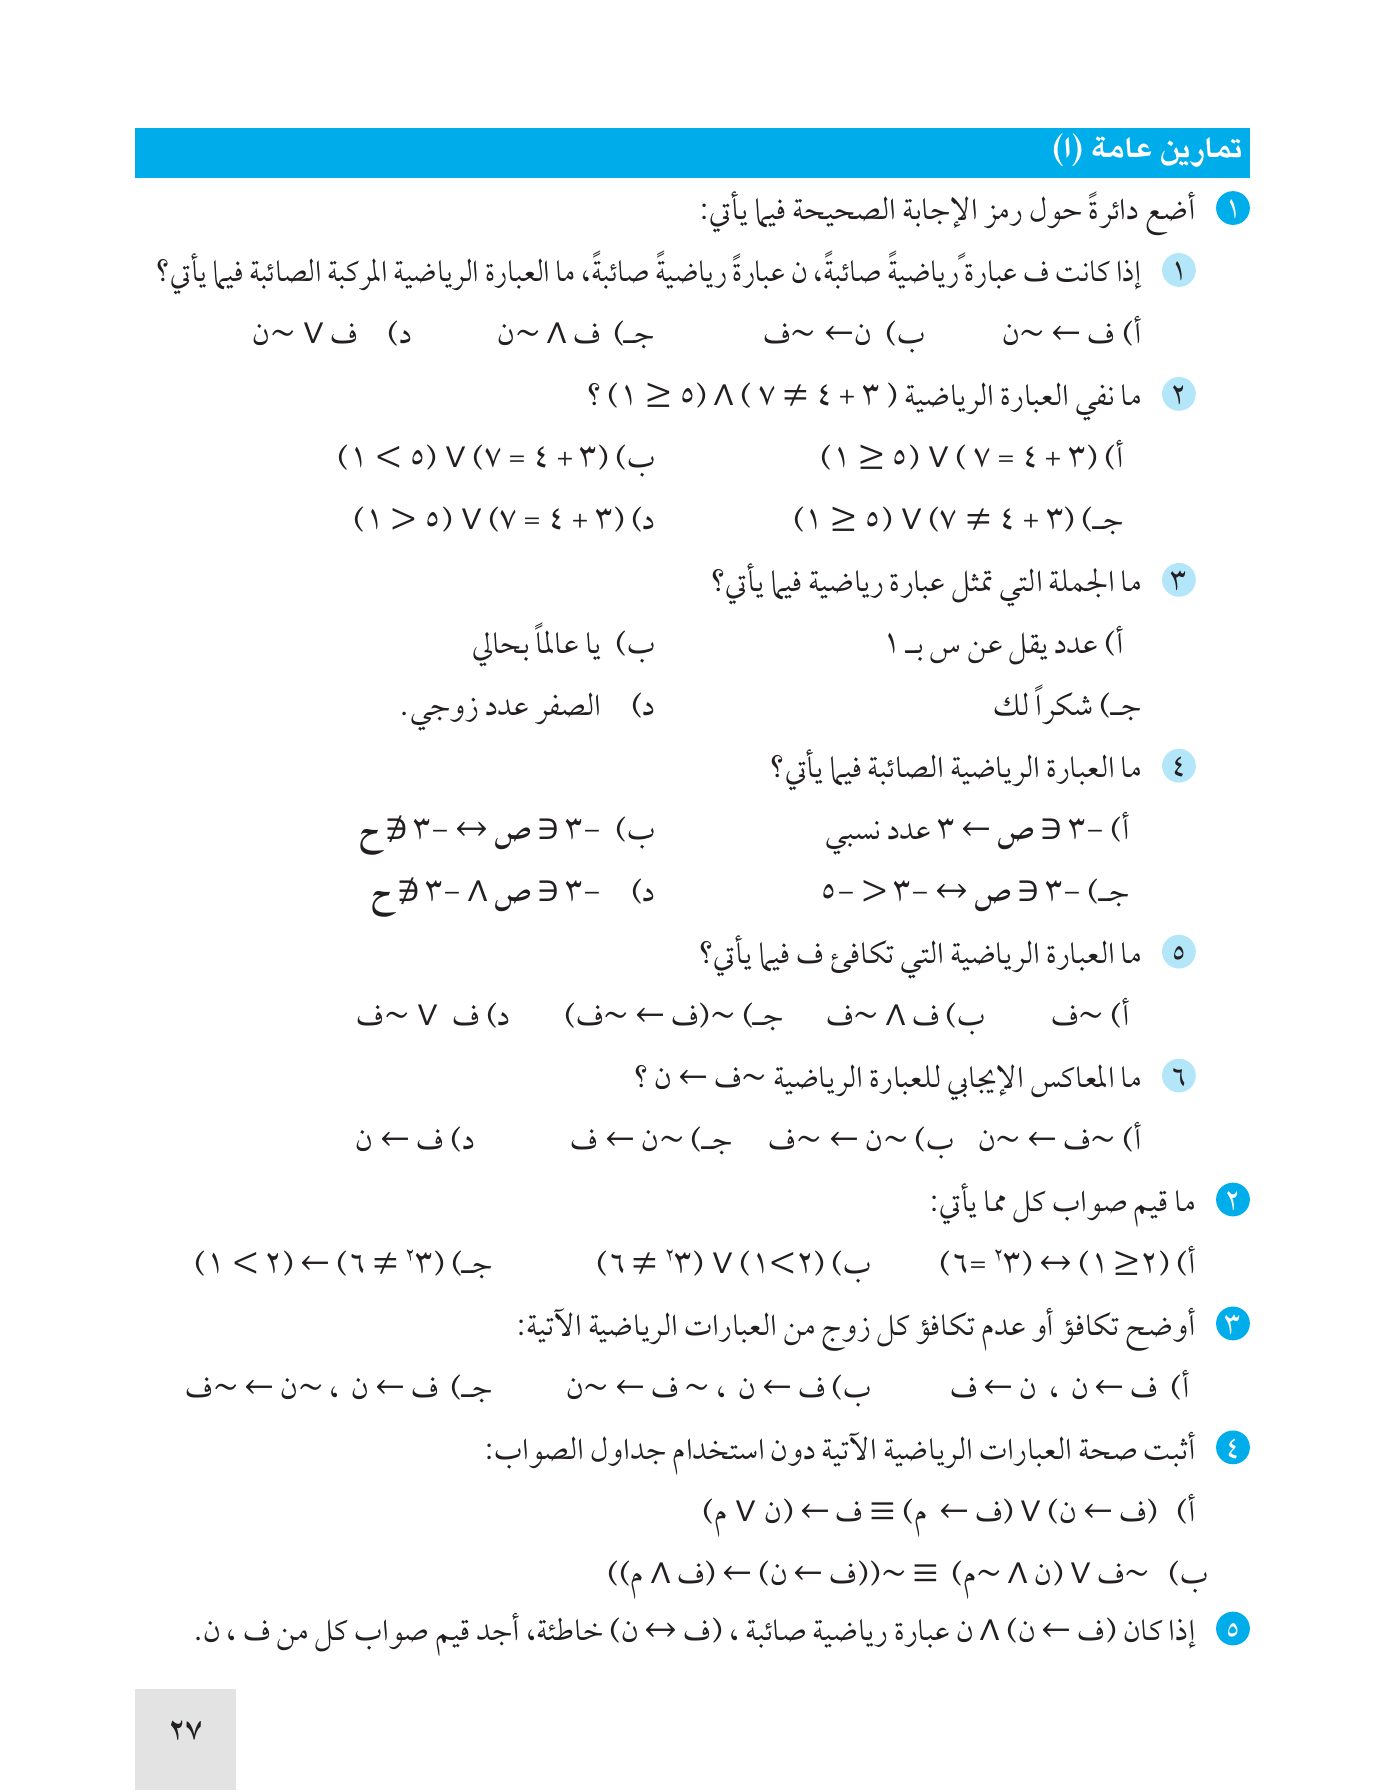 تمارين عامة (١)
١ أضع دائرةً حول رمز الإجابة الصحيحة فيما يأتي:
١ إذا كانت ف عبارة ًرياضيةً صائبةً، ن عبارةً رياضيةً صائبةً، ما العبارة الرياضية المركبة الصائبة فيما يأتي؟
أ) ف ← ~ن ب) ن← ~ف جـ) ف ∧ ~ن د) ف ∨ ~ن
٢ ما نفي العبارة الرياضية ( ٣ + ٤ ≠ ٧ ) ∧ (٥ ≤ ١) ؟
أ) (٣ + ٤ = ٧ ) ∨ (٥ ≤ ١) ب) (٣ + ٤ = ٧) ∨ (٥ > ١)
جـ) (٣ + ٤ ≠ ٧) ∨ (٥ ≤ ١) د) (٣ + ٤ = ٧) ∨ (٥ < ١)
٣ ما الجملة التي تمثل عبارة رياضية فيما يأتي؟
أ) عدد يقل عن س بـ ١ ب) يا عالماً بحالي
جـ) شكراً لك د) الصفر عدد زوجي.
٤ ما العبارة الرياضية الصائبة فيما يأتي؟
أ) –٣ ∈ ص ← ٣ عدد نسبي ب) –٣ ∈ ص ↔ –٣ ∉ ح
جـ) –٣ ∈ ص ↔ –٣ < –٥ د) –٣ ∈ ص ∧ –٣ ∉ ح
٥ ما العبارة الرياضية التي تكافئ ف فيما يأتي؟
أ) ~ف ب) ف ∧ ~ف جـ) ~(ف ← ~ف) د) ف ∨ ~ف
٦ ما المعاكس الإيجابي للعبارة الرياضية ~ف ← ن ؟
أ) ~ف ← ~ن ب) ~ن ← ~ف جـ) ~ن ← ف د) ف ← ن
٢ ما قيم صواب كل مما يأتي:
أ) (٢≤ ١) ↔ (٣² =٦) ب) (٢>١) ∨ (٣² ≠ ٦) جـ) (٣² ≠ ٦) ← (٢ > ١)
٣ أوضح تكافؤ أو عدم تكافؤ كل زوج من العبارات الرياضية الآتية:
أ) ف ← ن ، ن ← ف ب) ف ← ن ، ~ ف ← ~ن جـ) ف ← ن ، ~ن ← ~ف
٤ أثبت صحة العبارات الرياضية الآتية دون استخدام جداول الصواب:
أ) (ف ← ن) ∨ (ف ← م) ≡ ف ← (ن ∨ م)
ب) ~ف ∨ (ن ∧ ~م) ≡ ~((ف ← ن) ← (ف ∧ م))
٥ إذا كان (ف ← ن) ∧ ن عبارة رياضية صائبة ، (ف ↔ ن) خاطئة، أجد قيم صواب كل من ف ، ن.
٢٧